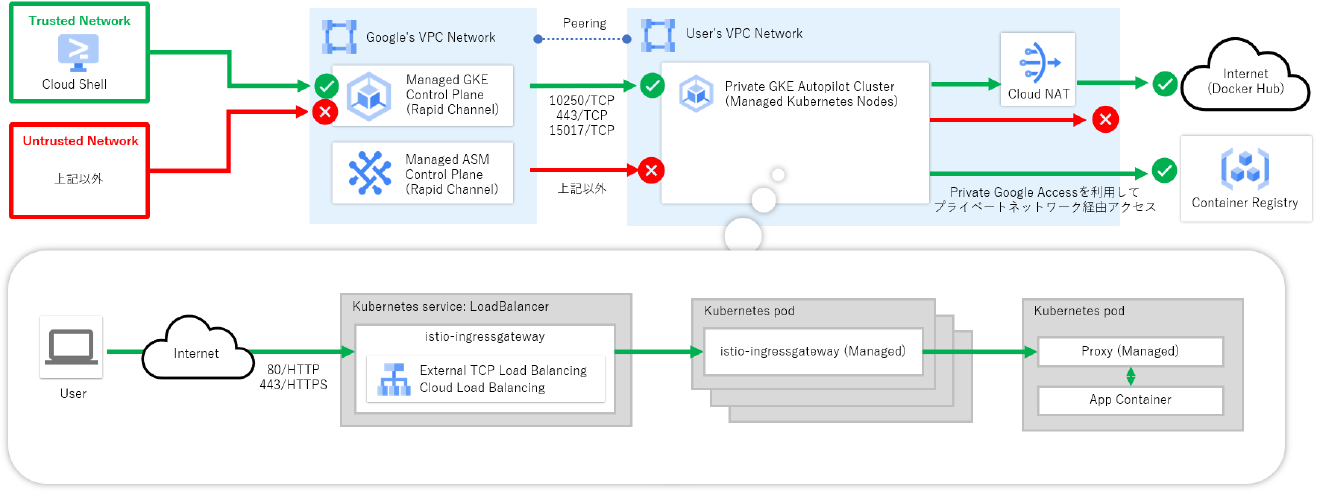 Trusted Network
Cloud Shell
Untrusted Network
上記以外
Google's VPC Network
Managed GKE
Control Plane
(Rapid Channel)
Managed ASM
Control Plane
(Rapid Channel)
Peering
10250/TCP
443/TCP
15017/TCP
上記以外
User's VPC Network
Private GKE Autopilot Cluster
(Managed Kubernetes Nodes)
Cloud NAT
Internet
(Docker Hub)
Private Google Accessを利用して
プライベートネットワーク経由アクセス
Container Registry
User
Internet
80/HTTP
443/HTTPS
Kubernetes service: LoadBalancer
istio-ingressgateway
External TCP Load Balancing
Cloud Load Balancing
Kubernetes pod
istio-ingressgateway (Managed)
Kubernetes pod
Proxy (Managed)
App Container